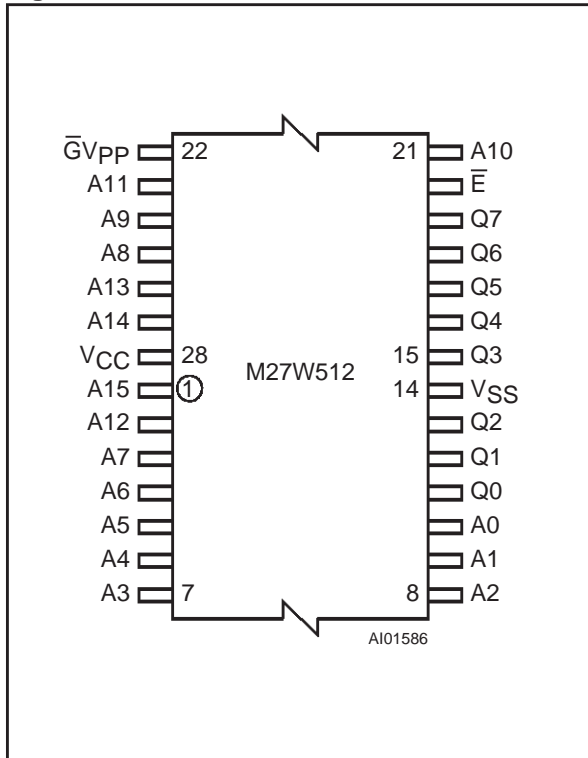 G̅VPP 22 21 A10
A11 E̅
A9 Q7
A8 Q6
A13 Q5
A14 Q4
VCC 28 15 Q3
M27W512
A15 1 14 VSS
A12 Q2
A7 Q1
A6 Q0
A5 A0
A4 A1
A3 7 8 A2
AI01586